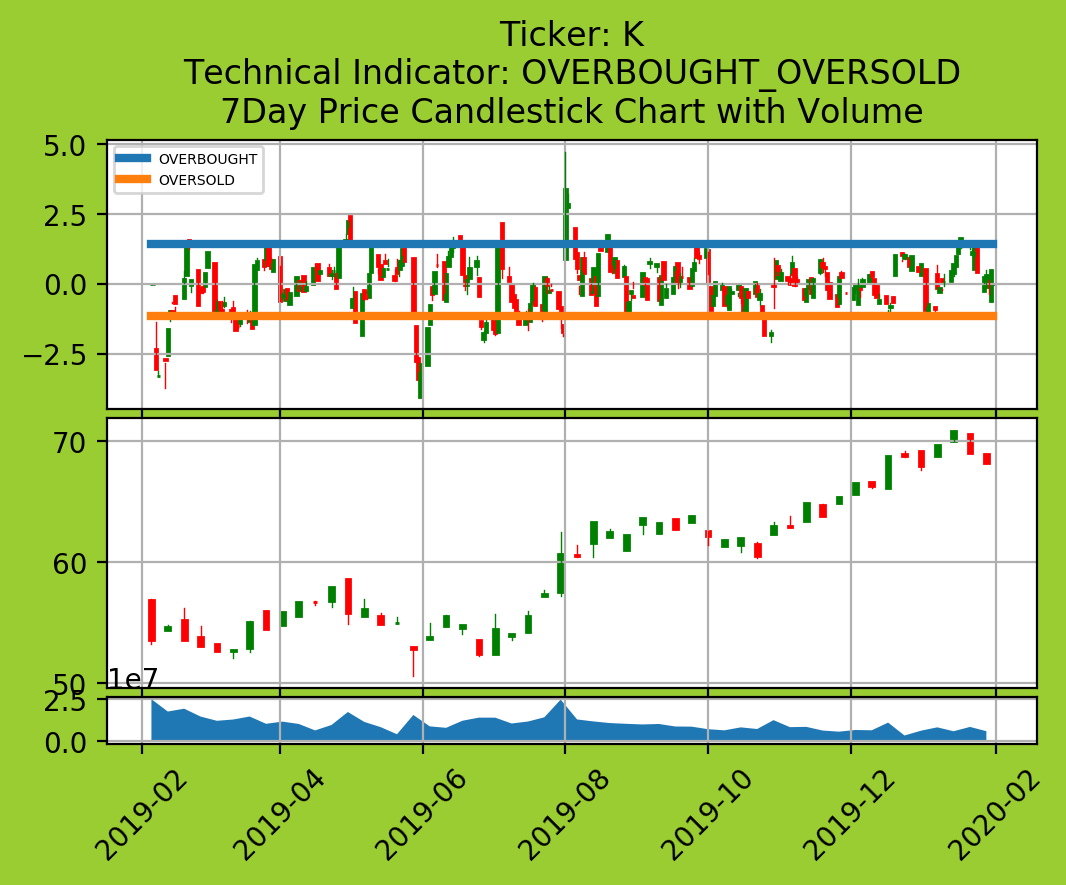 Ticker: K
Technical Indicator: OVERBOUGHT_OVERSOLD
7Day Price Candlestick Chart with Volume
5.0
OVERBOUGHT
OVERSOLD
2.5
0.0
−2.5
70
60
50
1e7
2.5
0.0
2019-02
2019-04
2019-06
2019-08
2019-10
2019-12
2020-02